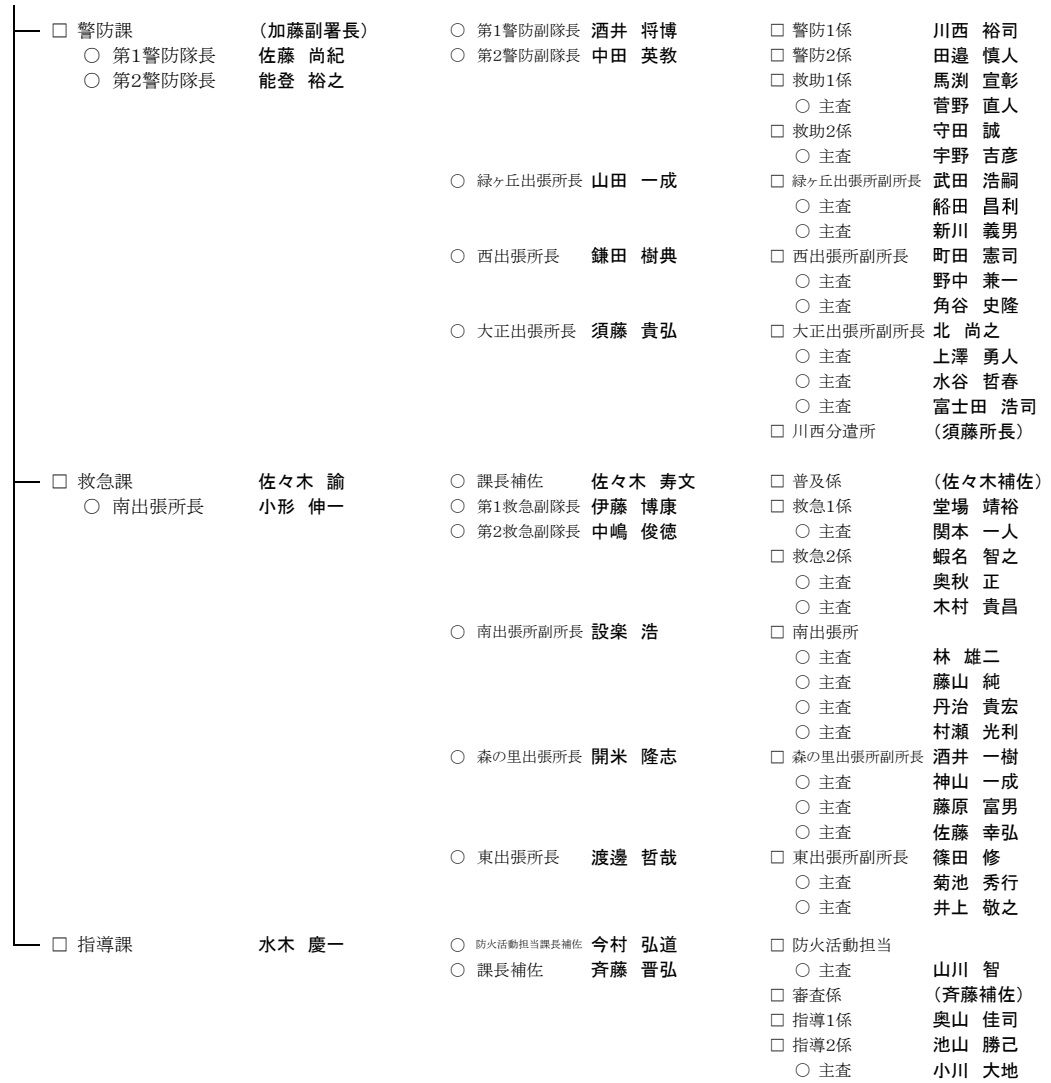 □ 警防課 （加藤副署長） ○ 第1警防副隊長 酒井 将博 □ 警防1係 川西 裕司
○ 第1警防隊長 佐藤 尚紀 ○ 第2警防副隊長 中田 英教 □ 警防2係 田邉 慎人
○ 第2警防隊長 能登 裕之 □ 救助1係 馬渕 宣彰
○ 主査 菅野 直人
□ 救助2係 守田 誠
○ 主査 宇野 吉彦
○ 緑ヶ丘出張所長 山田 一成 □ 緑ヶ丘出張所副所長 武田 浩嗣
○ 主査 觡田 昌利
○ 主査 新川 義男
○ 西出張所長 鎌田 樹典 □ 西出張所副所長 町田 憲司
○ 主査 野中 兼一
○ 主査 角谷 史隆
○ 大正出張所長 須藤 貴弘 □ 大正出張所副所長 北 尚之
○ 主査 上澤 勇人
○ 主査 水谷 哲春
○ 主査 富士田 浩司
□ 川西分遣所 （須藤所長）
□ 救急課 佐々木 諭 ○ 課長補佐 佐々木 寿文 □ 普及係 （佐々木補佐）
○ 南出張所長 小形 伸一 ○ 第1救急副隊長 伊藤 博康 □ 救急1係 堂場 靖裕
○ 第2救急副隊長 中嶋 俊徳 ○ 主査 関本 一人
□ 救急2係 蝦名 智之
○ 主査 奥秋 正
○ 主査 木村 貴昌
○ 南出張所副所長 設楽 浩 □ 南出張所
○ 主査 林 雄二
○ 主査 藤山 純
○ 主査 丹治 貴宏
○ 主査 村瀬 光利
○ 森の里出張所長 開米 隆志 □ 森の里出張所副所長 酒井 一樹
○ 主査 神山 一成
○ 主査 藤原 富男
○ 主査 佐藤 幸弘
○ 東出張所長 渡邊 哲哉 □ 東出張所副所長 篠田 修
○ 主査 菊池 秀行
○ 主査 井上 敬之
□ 指導課 水木 慶一 ○ 防火活動担当課長補佐 今村 弘道 □ 防火活動担当
○ 課長補佐 斉藤 晋弘 ○ 主査 山川 智
□ 審査係 （斉藤補佐）
□ 指導1係 奥山 佳司
□ 指導2係 池山 勝己
○ 主査 小川 大地